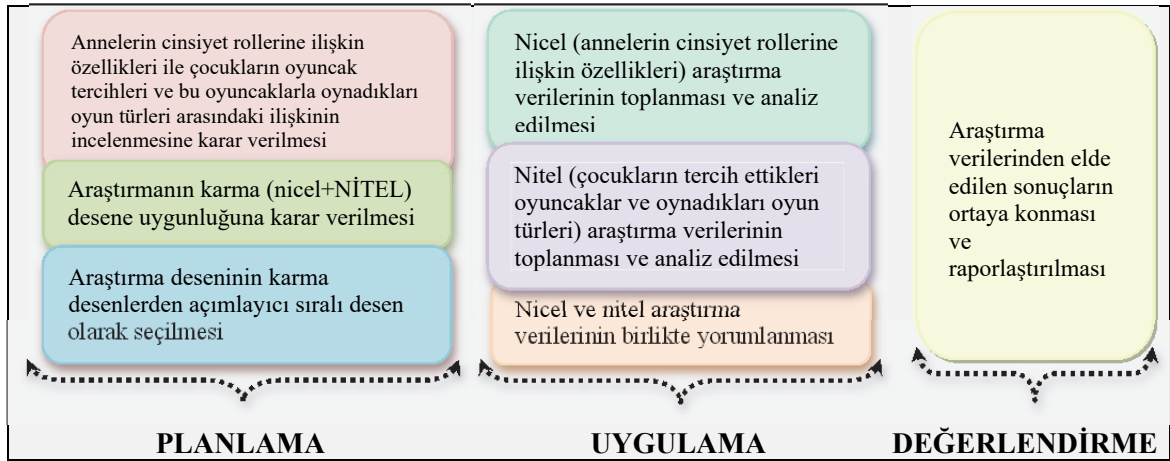 Annelerin cinsiyet rollerine ilişkin
özellikleri ile çocukların oyuncak
tercihleri ve bu oyuncaklarla oynadıkları
oyun türleri arasındaki ilişkinin
incelenmesine karar verilmesi
Araştırmanın karma (nicel+NİTEL)
desene uygunluğuna karar verilmesi
Araştırma deseninin karma
desenlerden açımlayıcı sıralı desen
olarak seçilmesi
PLANLAMA
Nicel (annelerin cinsiyet rollerine
ilişkin özellikleri) araştırma
verilerinin toplanması ve analiz
edilmesi
Nitel (çocukların tercih ettikleri
oyuncaklar ve oynadıkları oyun
türleri) araştırma verilerinin
toplanması ve analiz edilmesi
Nicel ve nitel araştırma
verilerinin birlikte yorumlanması
UYGULAMA
Araştırma
verilerinden elde
edilen sonuçların
ortaya konması
ve
raporlaştırılması
DEĞERLENDİRME